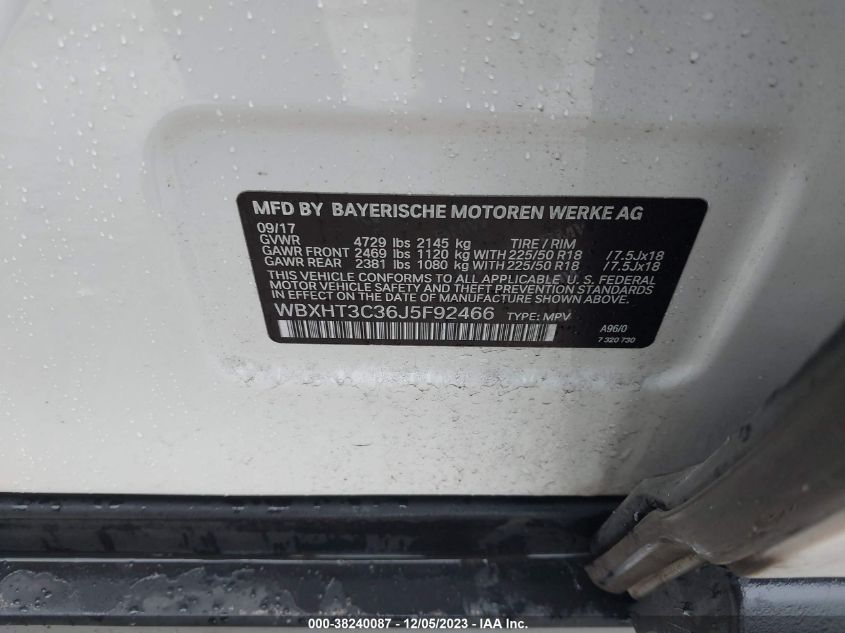 MFD BY BAYERISCHE MOTOREN WERKE AG
09/17
GVWR 4729 lbs 2145 kg TIRE / RIM
GAWR FRONT 2469 lbs 1120 kg WITH 225/50 R18 /7.5Jx18
GAWR REAR 2381 lbs 1080 kg WITH 225/50 R18 /7.5Jx18
THIS VEHICLE CONFORMS TO ALL APPLICABLE U. S. FEDERAL
MOTOR VEHICLE SAFETY AND THEFT PREVENTION STANDARDS
IN EFFECT ON THE DATE OF MANUFACTURE SHOWN ABOVE.
WBXHT3C36J5F92466 TYPE: MPV
A96/0
7 320 730
000-38240087 - 12/05/2023 - IAA Inc.